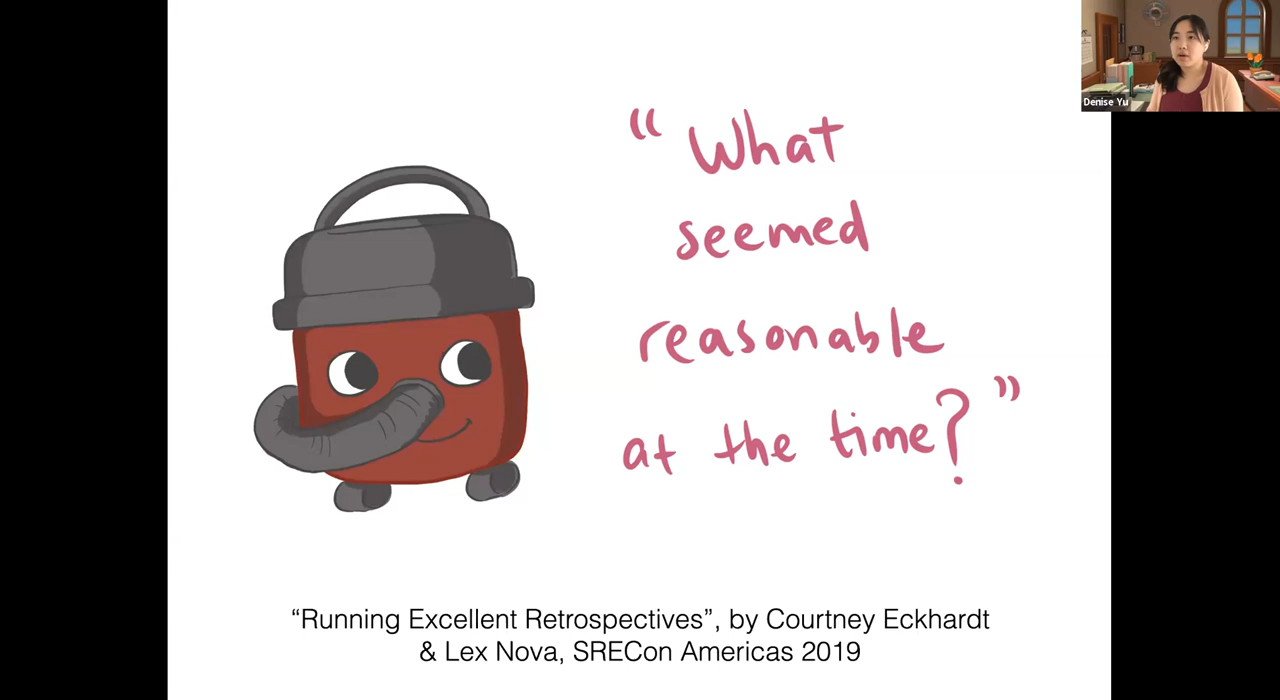 Denise Yu
“What
seemed
reasonable
at the time?”
“Running Excellent Retrospectives”, by Courtney Eckhardt
& Lex Nova, SRECon Americas 2019